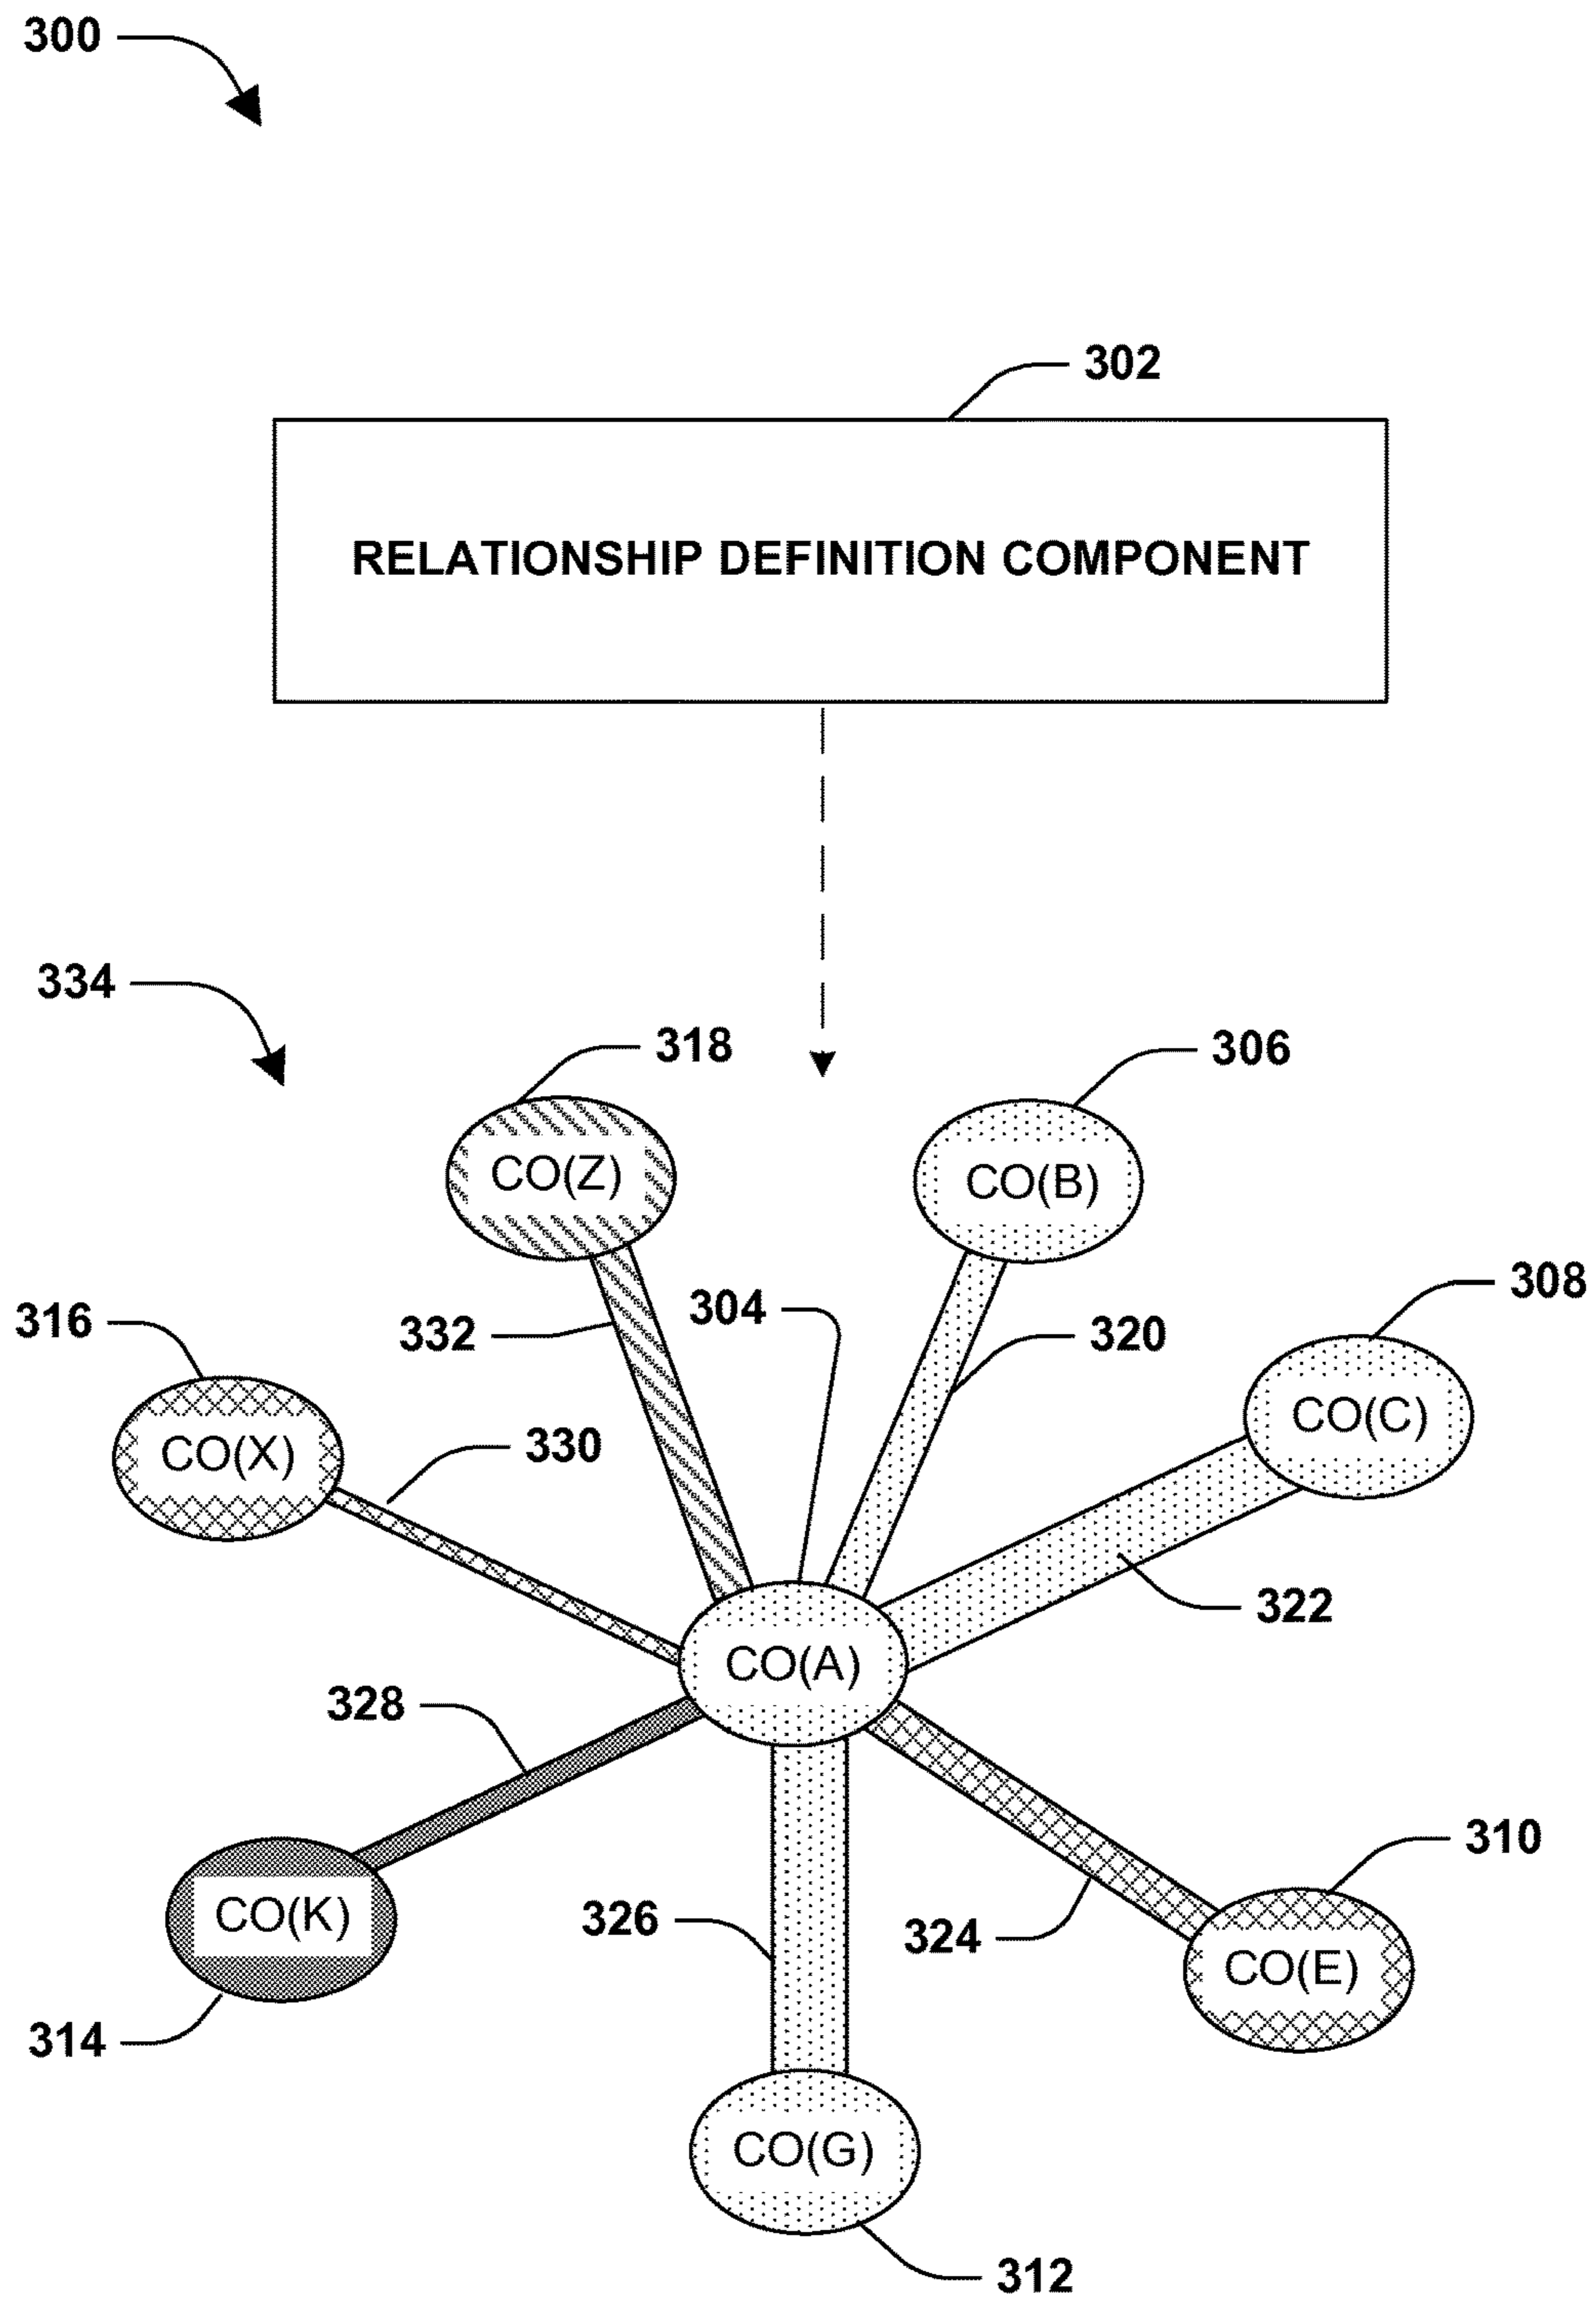 300
302
RELATIONSHIP DEFINITION COMPONENT
334
318
306
CO(Z)
CO(B)
308
304
316
332
320
CO(C)
330
CO(X)
322
CO(A)
328
310
326
CO(K)
324
CO(E)
314
CO(G)
312